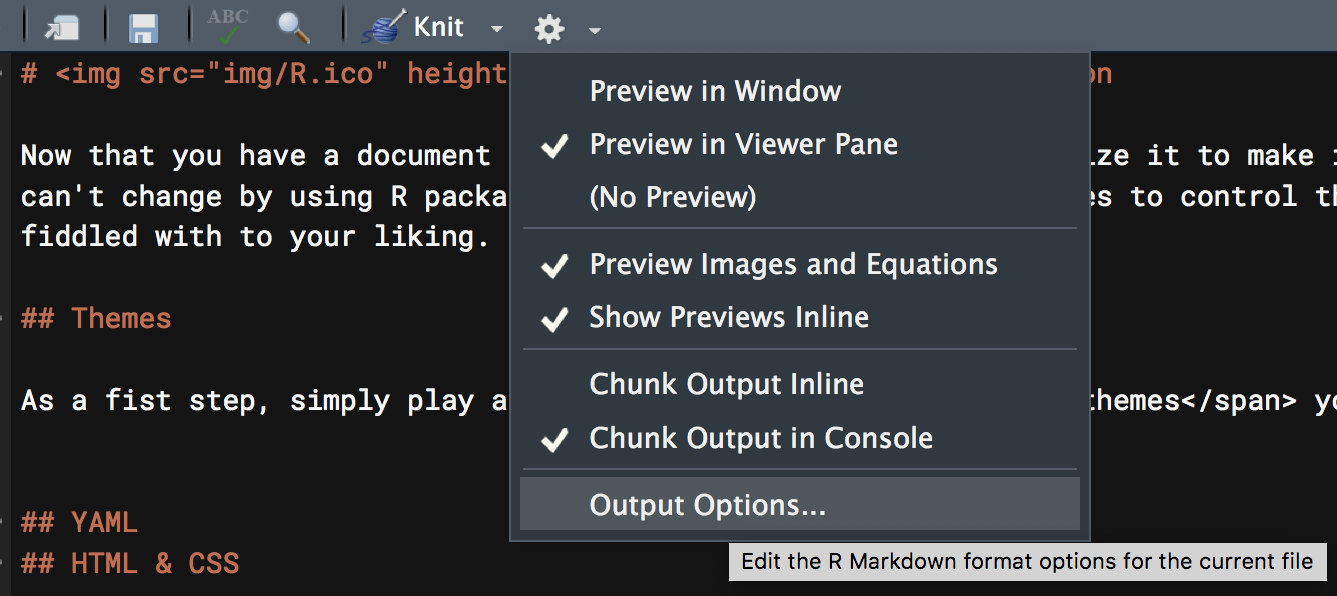 ABC
Knit
# <img src="img/R.ico" height
on
Preview in Window
Now that you have a document
ize it to make
Preview in Viewer Pane
can't change by using R packa
es to control th
(No Preview)
fiddled with to your liking.
Preview Images and Equations
## Themes
Show Previews Inline
Chunk Output Inline
As a fist step, simply play a
themes</span> yo
Chunk Output in Console
Output Options...
## YAML
## HTML & CSS
Edit the R Markdown format options for the current file